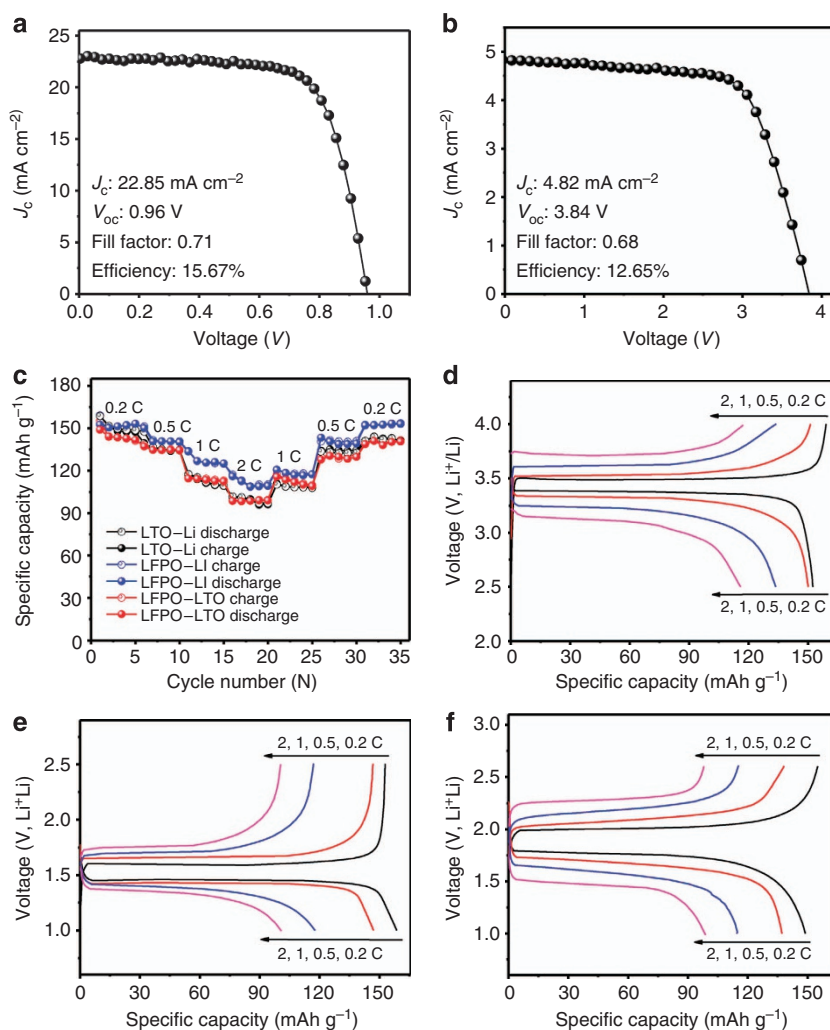 a
25
20
15
10
5
0
J_c (mA cm⁻²)
J_c: 22.85 mA cm⁻²
V_oc: 0.96 V
Fill factor: 0.71
Efficiency: 15.67%
0.0 0.2 0.4 0.6 0.8 1.0
Voltage (V)
b
5
4
3
2
1
0
J_c (mA cm⁻²)
J_c: 4.82 mA cm⁻²
V_oc: 3.84 V
Fill factor: 0.68
Efficiency: 12.65%
0 1 2 3 4
Voltage (V)
c
180
150
120
90
60
30
0
Specific capacity (mAh g⁻¹)
0.2 C
0.5 C
1 C
2 C
1 C
0.5 C
0.2 C
LTO–Li discharge
LTO–Li charge
LFPO–LI charge
LFPO–LI discharge
LFPO–LTO charge
LFPO–LTO discharge
0 5 10 15 20 25 30 35
Cycle number (N)
d
4.0
3.5
3.0
2.5
2.0
Voltage (V, Li⁺/Li)
2, 1, 0.5, 0.2 C
2, 1, 0.5, 0.2 C
0 30 60 90 120 150
Specific capacity (mAh g⁻¹)
e
2.5
2.0
1.5
1.0
Voltage (V, Li⁺Li)
2, 1, 0.5, 0.2 C
2, 1, 0.5, 0.2 C
0 30 60 90 120 150
Specific capacity (mAh g⁻¹)
f
3.0
2.5
2.0
1.5
1.0
Voltage (V, Li⁺Li)
2, 1, 0.5, 0.2 C
2, 1, 0.5, 0.2 C
0 30 60 90 120 150
Specific capacity (mAh g⁻¹)